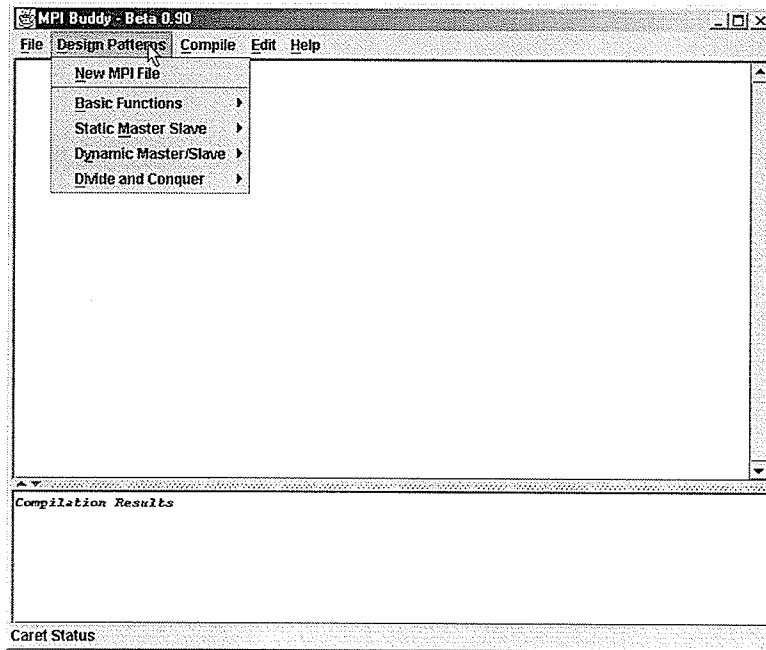 MPI Buddy - Beta 0.90
File Design Patterns Compile Edit Help
New MPI File
Basic Functions
Static Master Slave
Dynamic Master/Slave
Divide and Conquer
Compilation Results
Caret Status